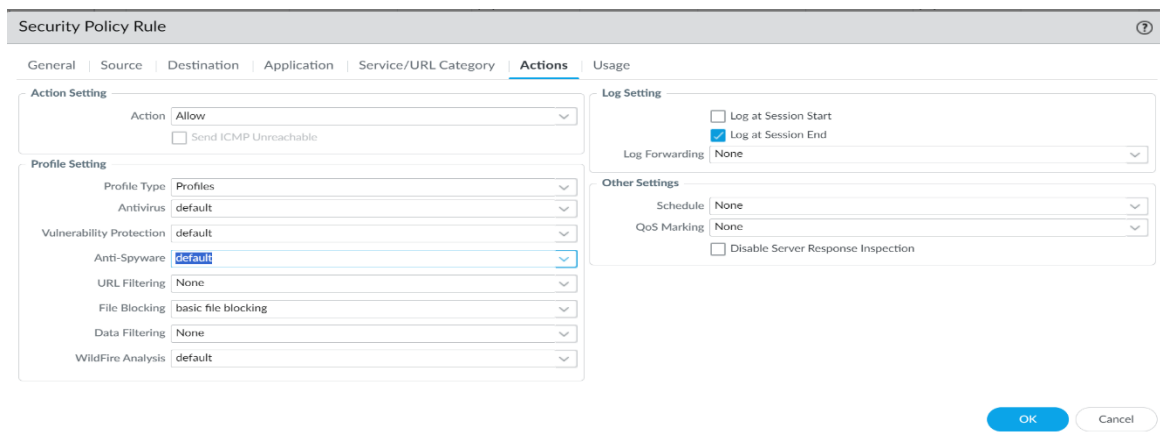 Security Policy Rule
General | Source | Destination | Application | Service/URL Category | Actions | Usage
Action Setting
Action Allow
Send ICMP Unreachable
Profile Setting
Profile Type Profiles
Antivirus default
Vulnerability Protection default
Anti-Spyware default
URL Filtering None
File Blocking basic file blocking
Data Filtering None
WildFire Analysis default
Log Setting
Log at Session Start
Log at Session End
Log Forwarding None
Other Settings
Schedule None
QoS Marking None
Disable Server Response Inspection
OK Cancel